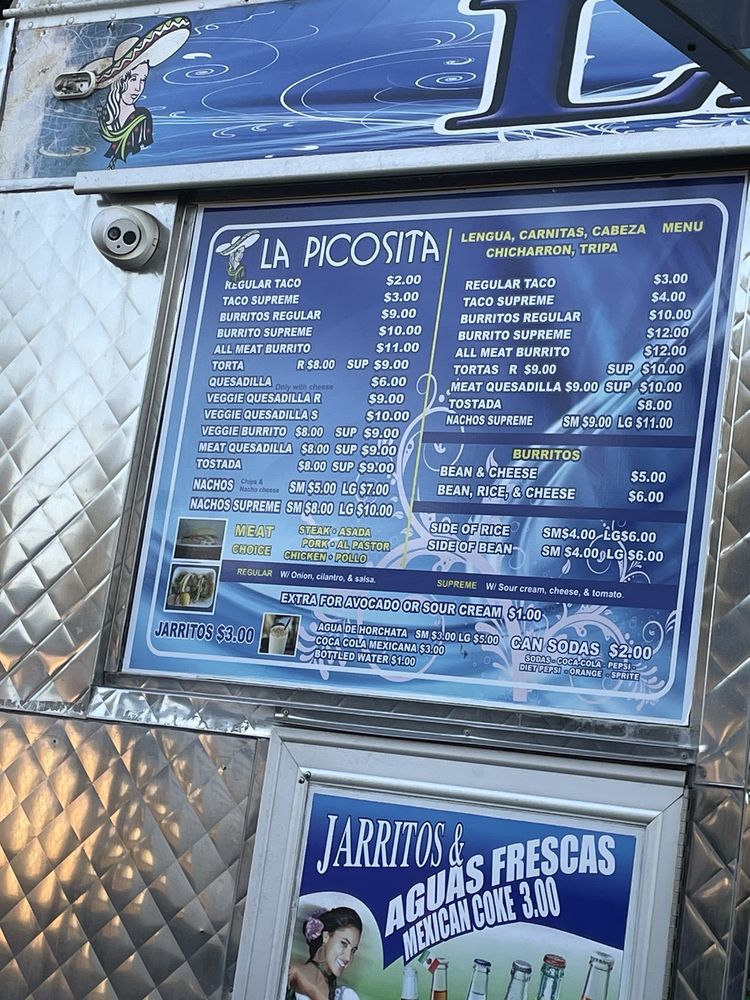 LA PICOSITA
REGULAR TACO $2.00
TACO SUPREME $3.00
BURRITOS REGULAR $9.00
BURRITO SUPREME $10.00
ALL MEAT BURRITO $11.00
TORTA R $8.00 SUP $9.00
QUESADILLA Only with cheese $6.00
VEGGIE QUESADILLA R $9.00
VEGGIE QUESADILLA S $10.00
VEGGIE BURRITO $8.00 SUP $9.00
MEAT QUESADILLA $8.00 SUP $9.00
TOSTADA $8.00 SUP $9.00
NACHOS Chips & Nacho cheese SM $5.00 LG $7.00
NACHOS SUPREME SM $8.00 LG $10.00
MEAT CHOICE
STEAK - ASADA
PORK - AL PASTOR
CHICKEN - POLLO
LENGUA, CARNITAS, CABEZA MENU
CHICHARRON, TRIPA
REGULAR TACO $3.00
TACO SUPREME $4.00
BURRITOS REGULAR $10.00
BURRITO SUPREME $12.00
ALL MEAT BURRITO $12.00
TORTAS R $9.00 SUP $10.00
MEAT QUESADILLA $9.00 SUP $10.00
TOSTADA $8.00
NACHOS SUPREME SM $9.00 LG $11.00
BURRITOS
BEAN & CHEESE $5.00
BEAN, RICE, & CHEESE $6.00
SIDE OF RICE SM$4.00 LG$6.00
SIDE OF BEAN SM $4.00 LG $6.00
REGULAR W/ Onion, cilantro, & salsa. SUPREME W/ Sour cream, cheese, & tomato.
EXTRA FOR AVOCADO OR SOUR CREAM $1.00
JARRITOS $3.00
AGUA DE HORCHATA SM $3.00 LG $5.00
COCA COLA MEXICANA $3.00
BOTTLED WATER $1.00
CAN SODAS $2.00
SODAS - COCA-COLA - PEPSI -
DIET PEPSI - ORANGE - SPRITE
JARRITOS &
AGUAS FRESCAS
MEXICAN COKE 3.00